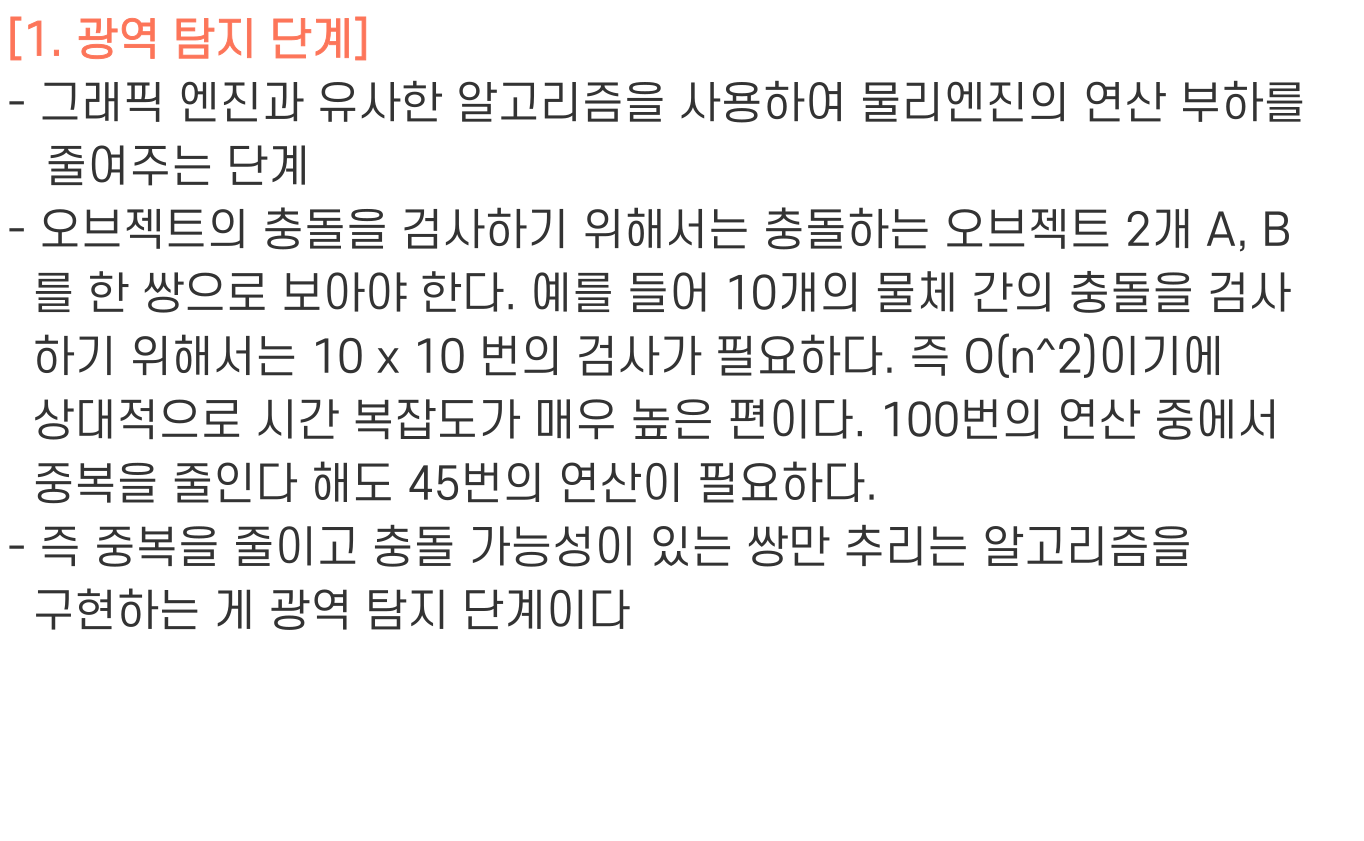 [1. 광역 탐지 단계]
- 그래픽 엔진과 유사한 알고리즘을 사용하여 물리엔진의 연산 부하를
줄여주는 단계
- 오브젝트의 충돌을 검사하기 위해서는 충돌하는 오브젝트 2개 A, B
를 한 쌍으로 보아야 한다. 예를 들어 10개의 물체 간의 충돌을 검사
하기 위해서는 10 x 10 번의 검사가 필요하다. 즉 O(n^2)이기에
상대적으로 시간 복잡도가 매우 높은 편이다. 100번의 연산 중에서
중복을 줄인다 해도 45번의 연산이 필요하다.
- 즉 중복을 줄이고 충돌 가능성이 있는 쌍만 추리는 알고리즘을
구현하는 게 광역 탐지 단계이다